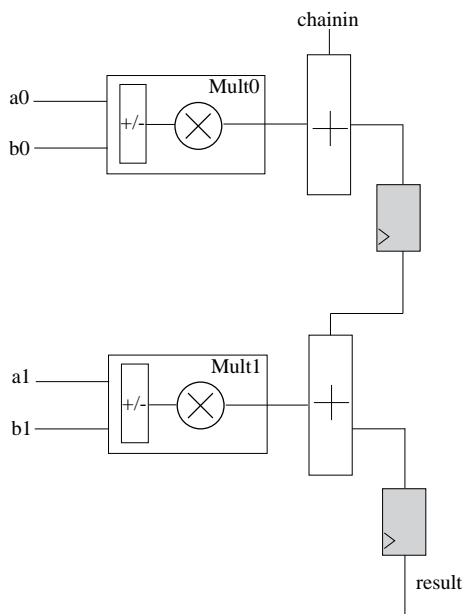 chainin
Mult0
a0
+/-
b0
+
Mult1
a1
+/-
b1
+
result